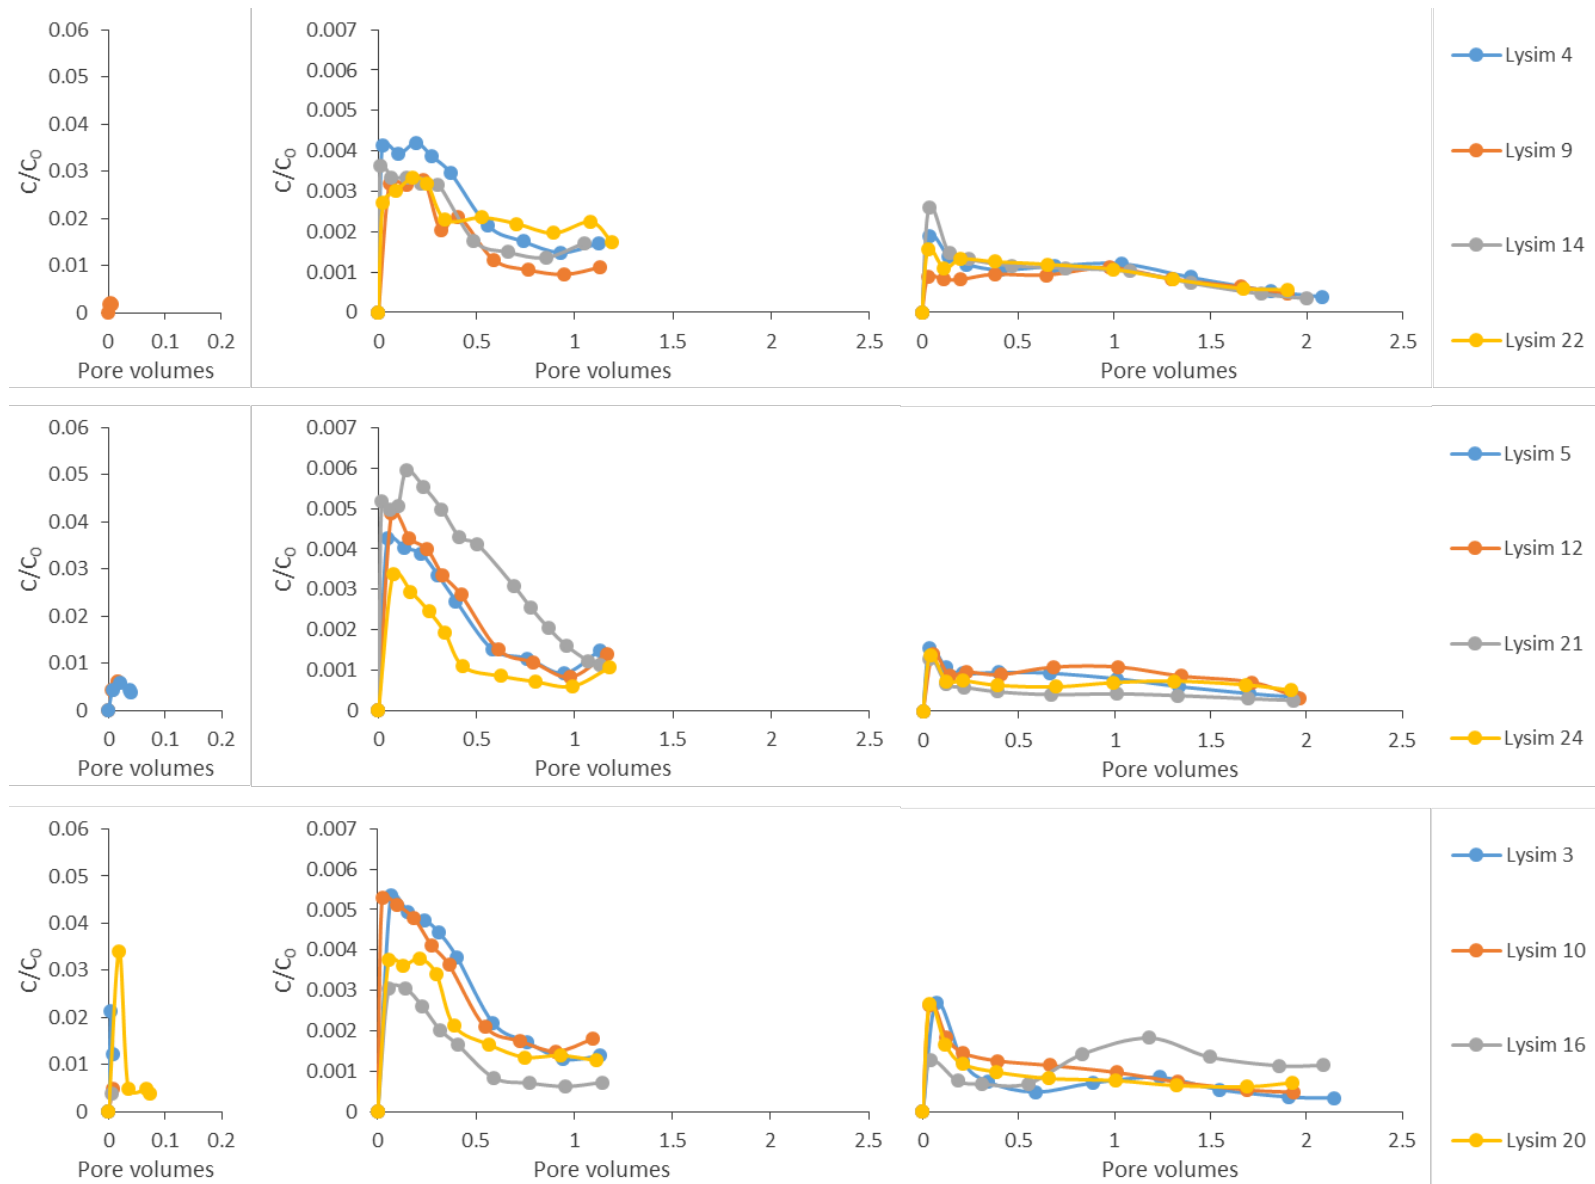 0.06
0.05
0.04
0.03
0.02
0.01
0
C/C0
0 0.1 0.2
Pore volumes
0.007
0.006
0.005
0.004
0.003
0.002
0.001
0
C/C0
0 0.5 1 1.5 2 2.5
Pore volumes
0 0.5 1 1.5 2 2.5
Pore volumes
Lysim 4
Lysim 9
Lysim 14
Lysim 22
0.06
0.05
0.04
0.03
0.02
0.01
0
C/C0
0 0.1 0.2
Pore volumes
0.007
0.006
0.005
0.004
0.003
0.002
0.001
0
C/C0
0 0.5 1 1.5 2 2.5
Pore volumes
0 0.5 1 1.5 2 2.5
Pore volumes
Lysim 5
Lysim 12
Lysim 21
Lysim 24
0.06
0.05
0.04
0.03
0.02
0.01
0
C/C0
0 0.1 0.2
Pore volumes
0.007
0.006
0.005
0.004
0.003
0.002
0.001
0
C/C0
0 0.5 1 1.5 2 2.5
Pore volumes
0 0.5 1 1.5 2 2.5
Pore volumes
Lysim 3
Lysim 10
Lysim 16
Lysim 20